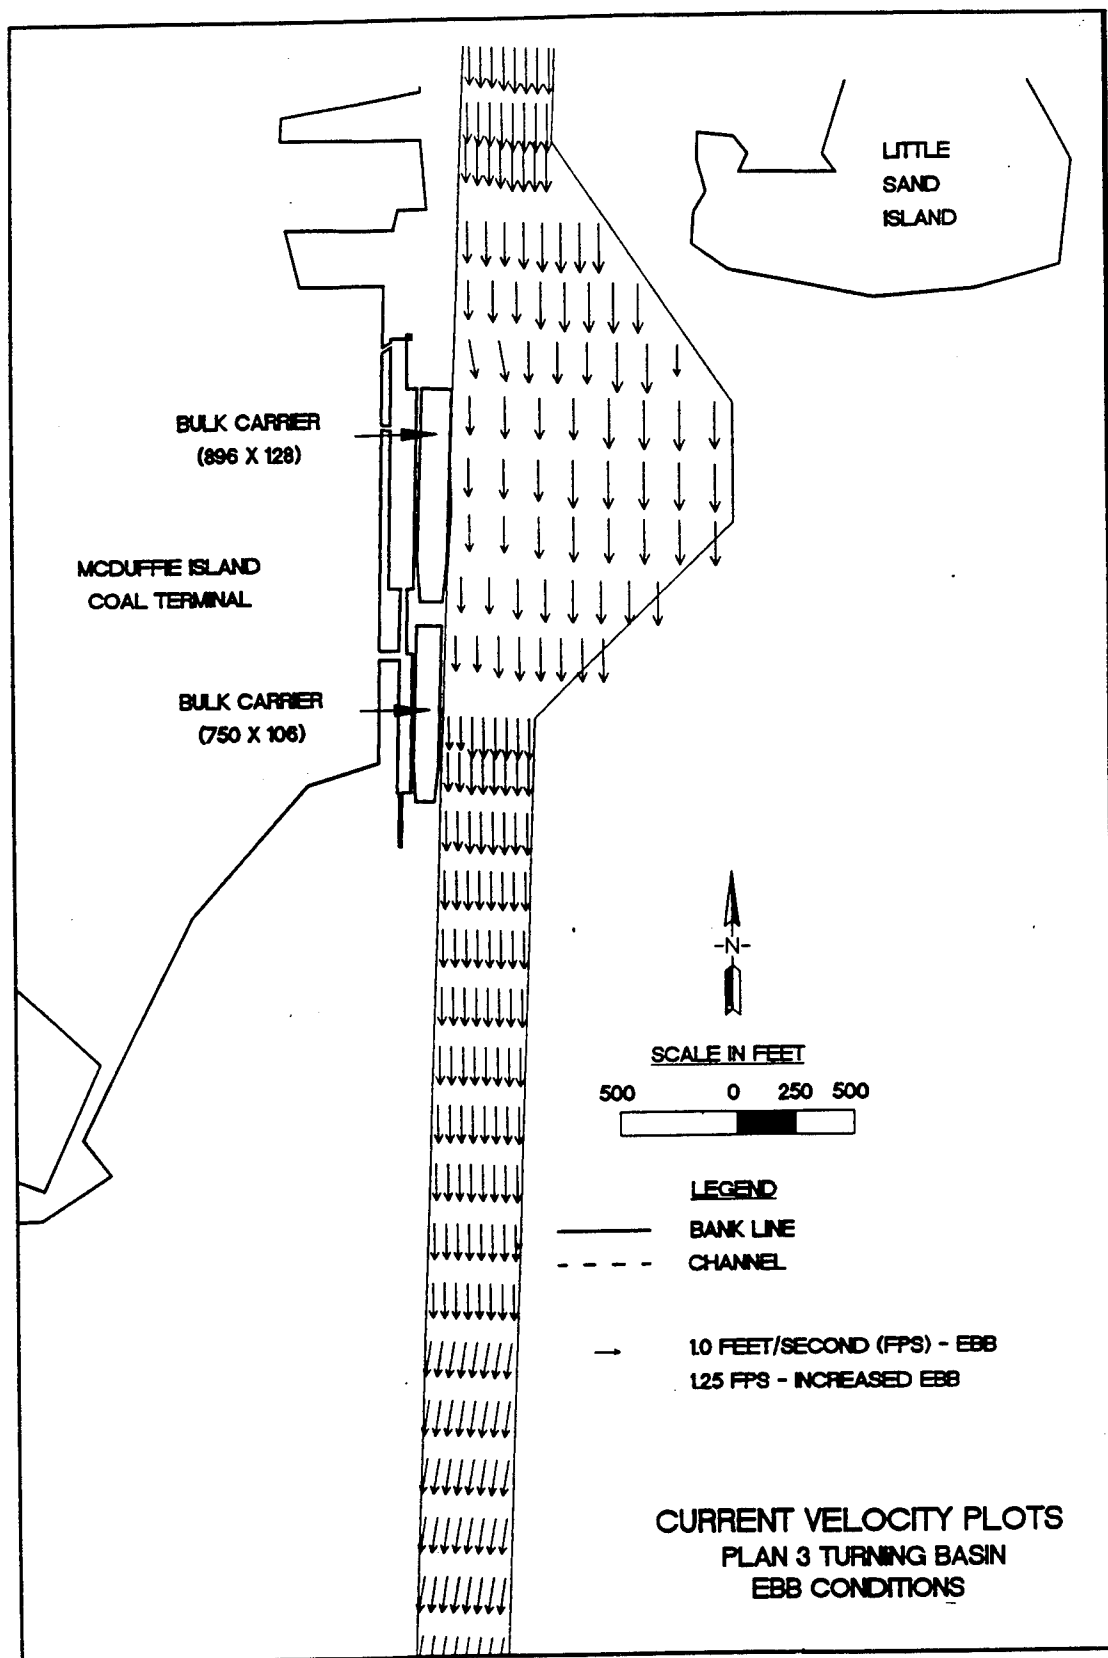 LITTLE
SAND
ISLAND
BULK CARRIER
(896 X 128)
MCDUFFIE ISLAND
COAL TERMINAL
BULK CARRIER
(750 X 106)
-N-
SCALE IN FEET
500 0 250 500
LEGEND
BANK LINE
CHANNEL
1.0 FEET/SECOND (FPS) - EBB
1.25 FPS - INCREASED EBB
CURRENT VELOCITY PLOTS
PLAN 3 TURNING BASIN
EBB CONDITIONS